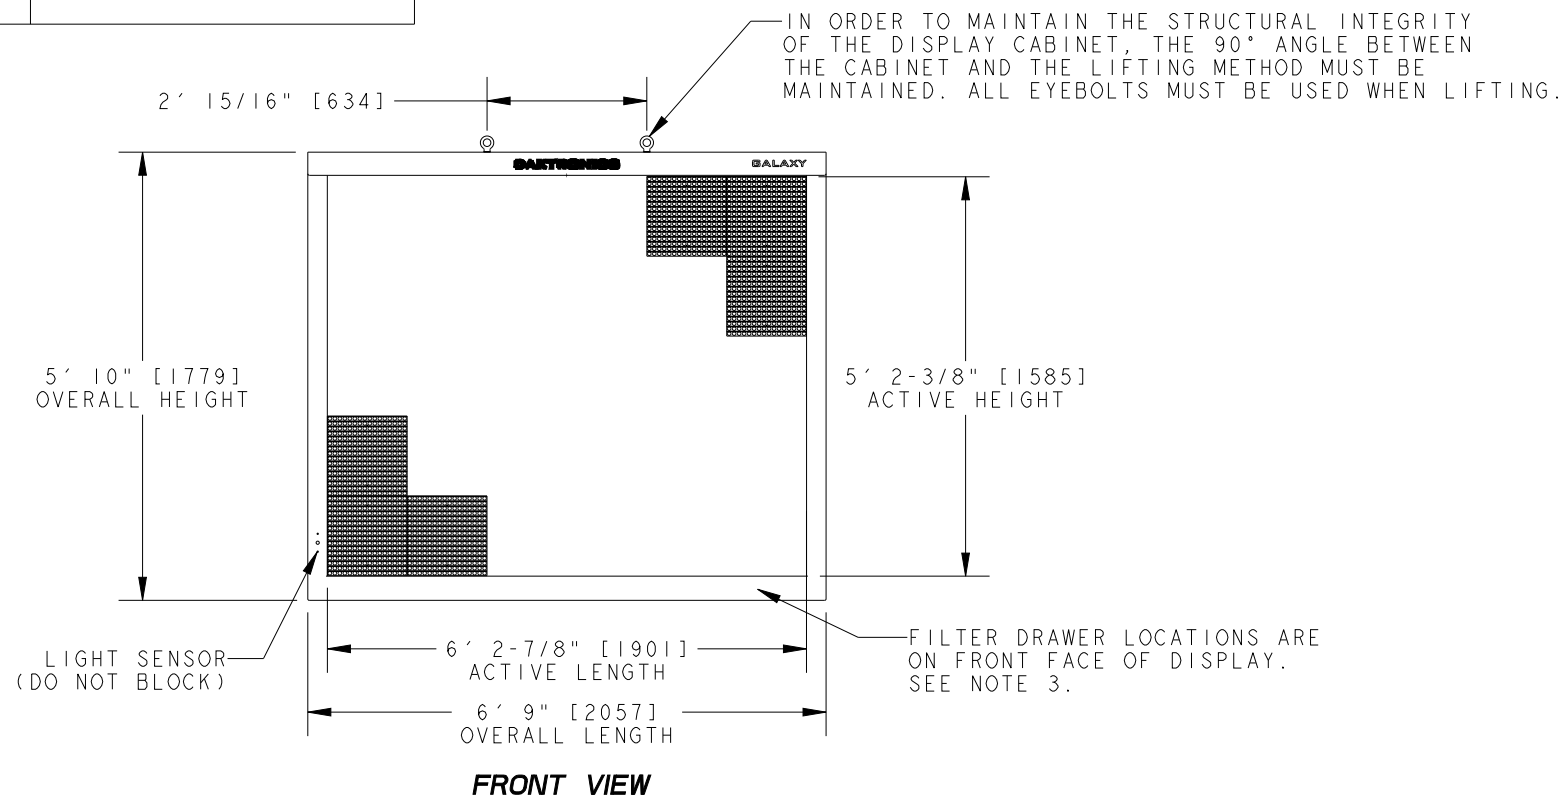 IN ORDER TO MAINTAIN THE STRUCTURAL INTEGRITY
OF THE DISPLAY CABINET, THE 90° ANGLE BETWEEN
THE CABINET AND THE LIFTING METHOD MUST BE
MAINTAINED. ALL EYEBOLTS MUST BE USED WHEN LIFTING.
2' 15/16" [634]
DAKTRONICS
GALAXY
5' 10" [1779]
OVERALL HEIGHT
5' 2-3/8" [1585]
ACTIVE HEIGHT
LIGHT SENSOR
(DO NOT BLOCK)
6' 2-7/8" [1901]
ACTIVE LENGTH
FILTER DRAWER LOCATIONS ARE
ON FRONT FACE OF DISPLAY.
SEE NOTE 3.
6' 9" [2057]
OVERALL LENGTH
FRONT VIEW